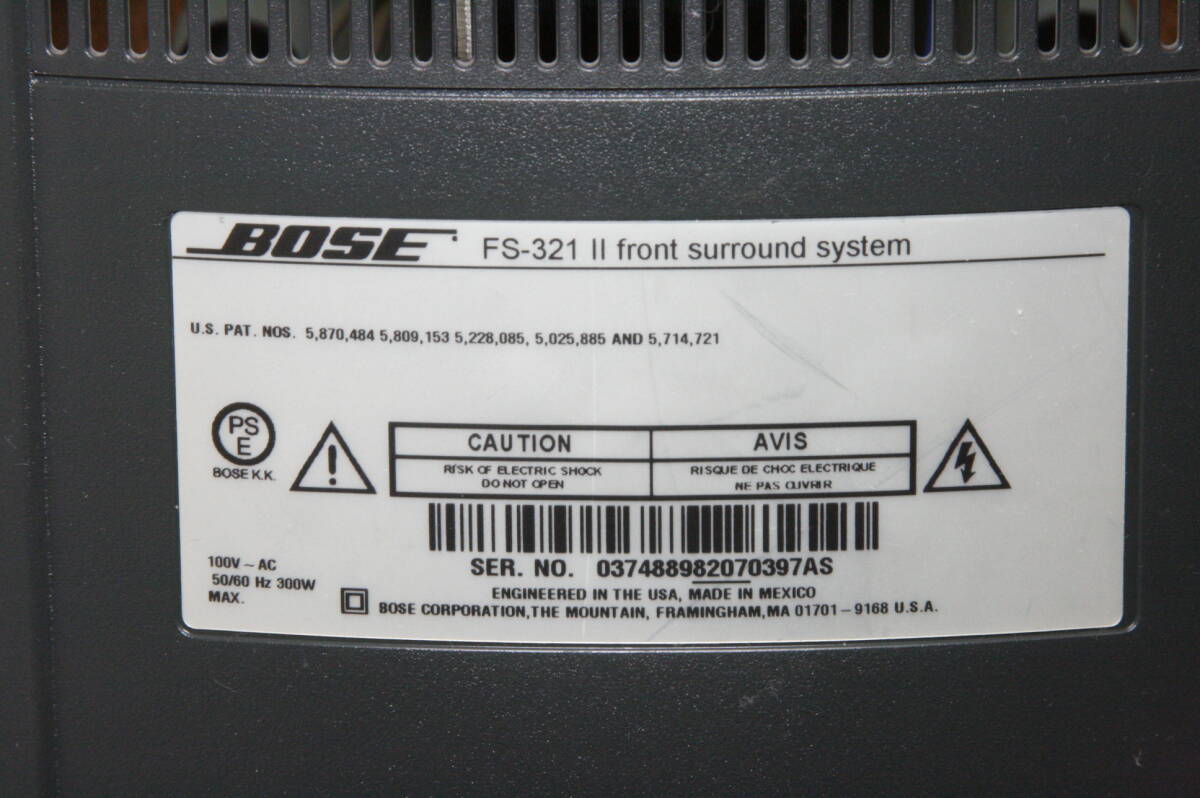 BOSE FS-321 II front surround system
U.S. PAT. NOS. 5,870,484 5,809,153 5,228,085, 5,025,885 AND 5,714,721
PS
E
BOSE K.K.
CAUTION
RISK OF ELECTRIC SHOCK
DO NOT OPEN
AVIS
RISQUE DE CHOC ELECTRIQUE
NE PAS OUVRIR
100V ~ AC
50/60 Hz 300W
MAX.
SER. NO. 037488982070397AS
ENGINEERED IN THE USA, MADE IN MEXICO
BOSE CORPORATION, THE MOUNTAIN, FRAMINGHAM, MA 01701-9168 U.S.A.